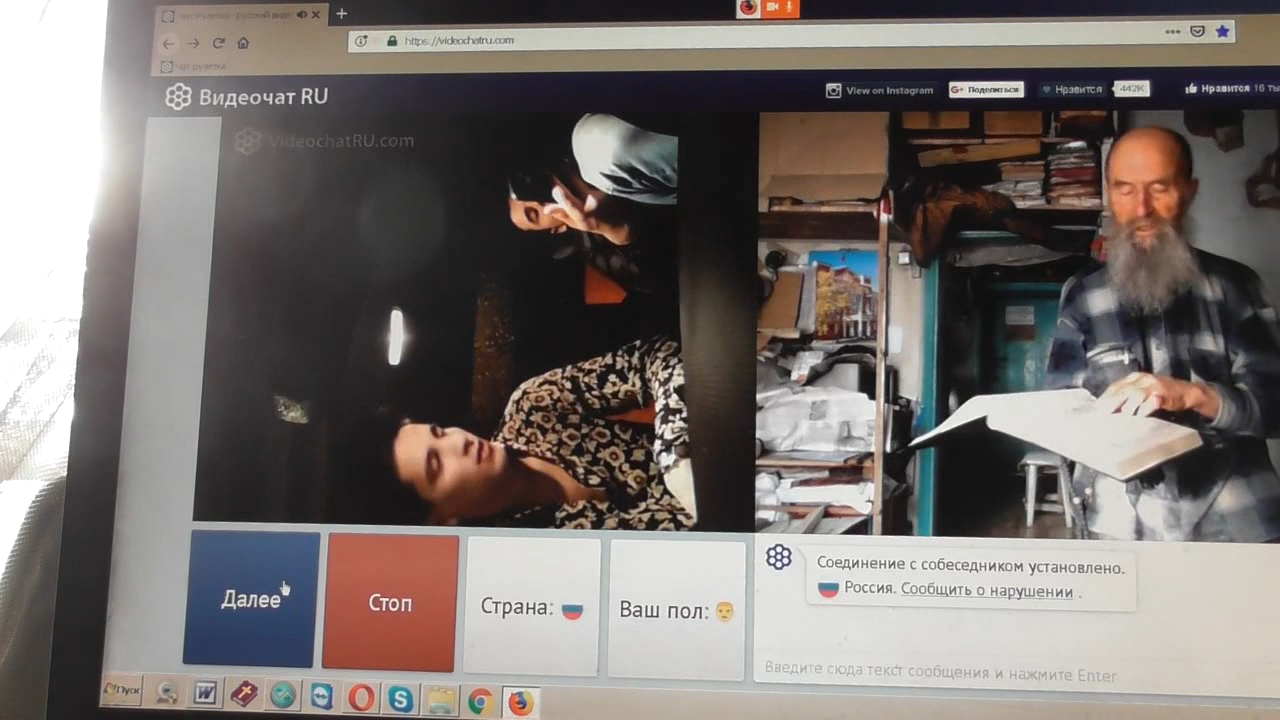 https://videochatru.com
Видеочат RU
View on Instagram
G+ Поделиться
Нравится
442K
Нравится 16
VideochatRU.com
Далее
Стоп
Страна:
Ваш пол:
Соединение с собеседником установлено.
Россия. Сообщить о нарушении .
Введите сюда текст сообщения и нажмите Enter
Пуск